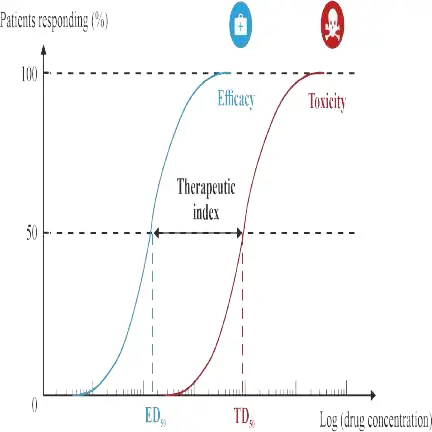 Patients responding (%)
100
Efficacy
Toxicity
Therapeutic
index
50
0
ED50
TD50
Log (drug concentration)